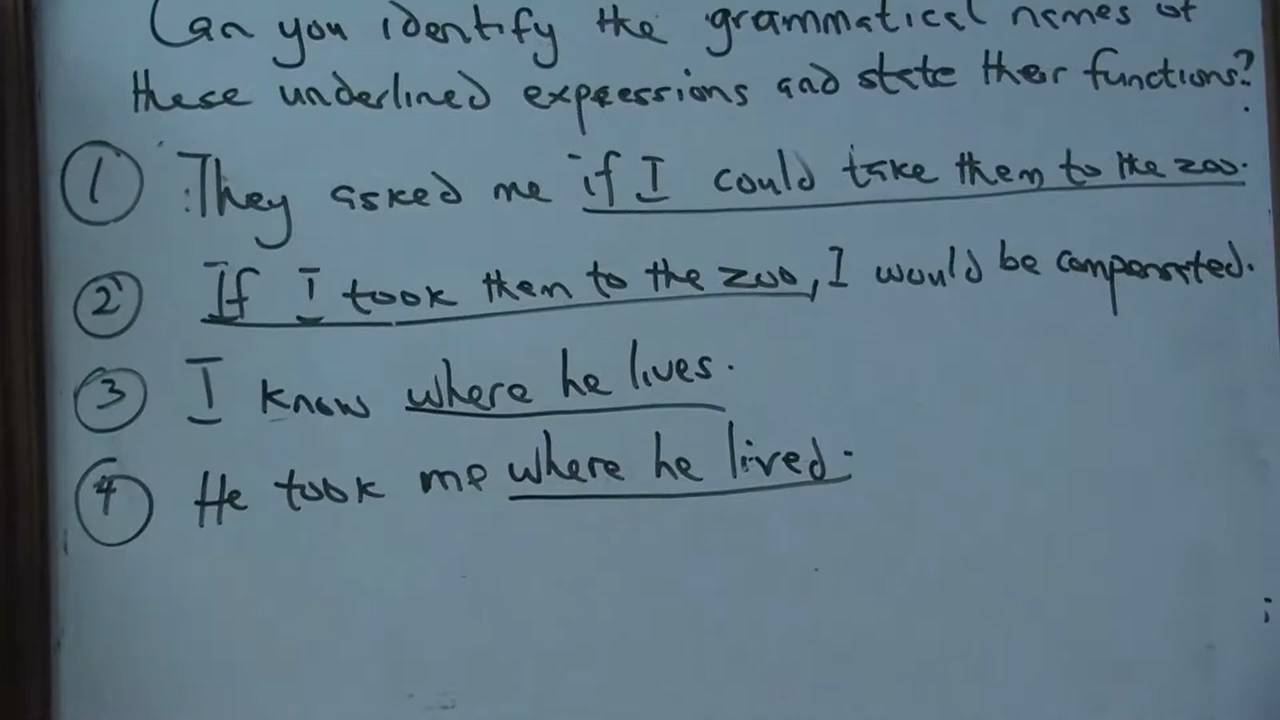 Can you identify the grammatical names of
these underlined expressions and state their functions?
1 They asked me if I could take them to the zoo.
2 If I took them to the zoo, I would be compensated.
3 I know where he lives.
4 He took me where he lived.